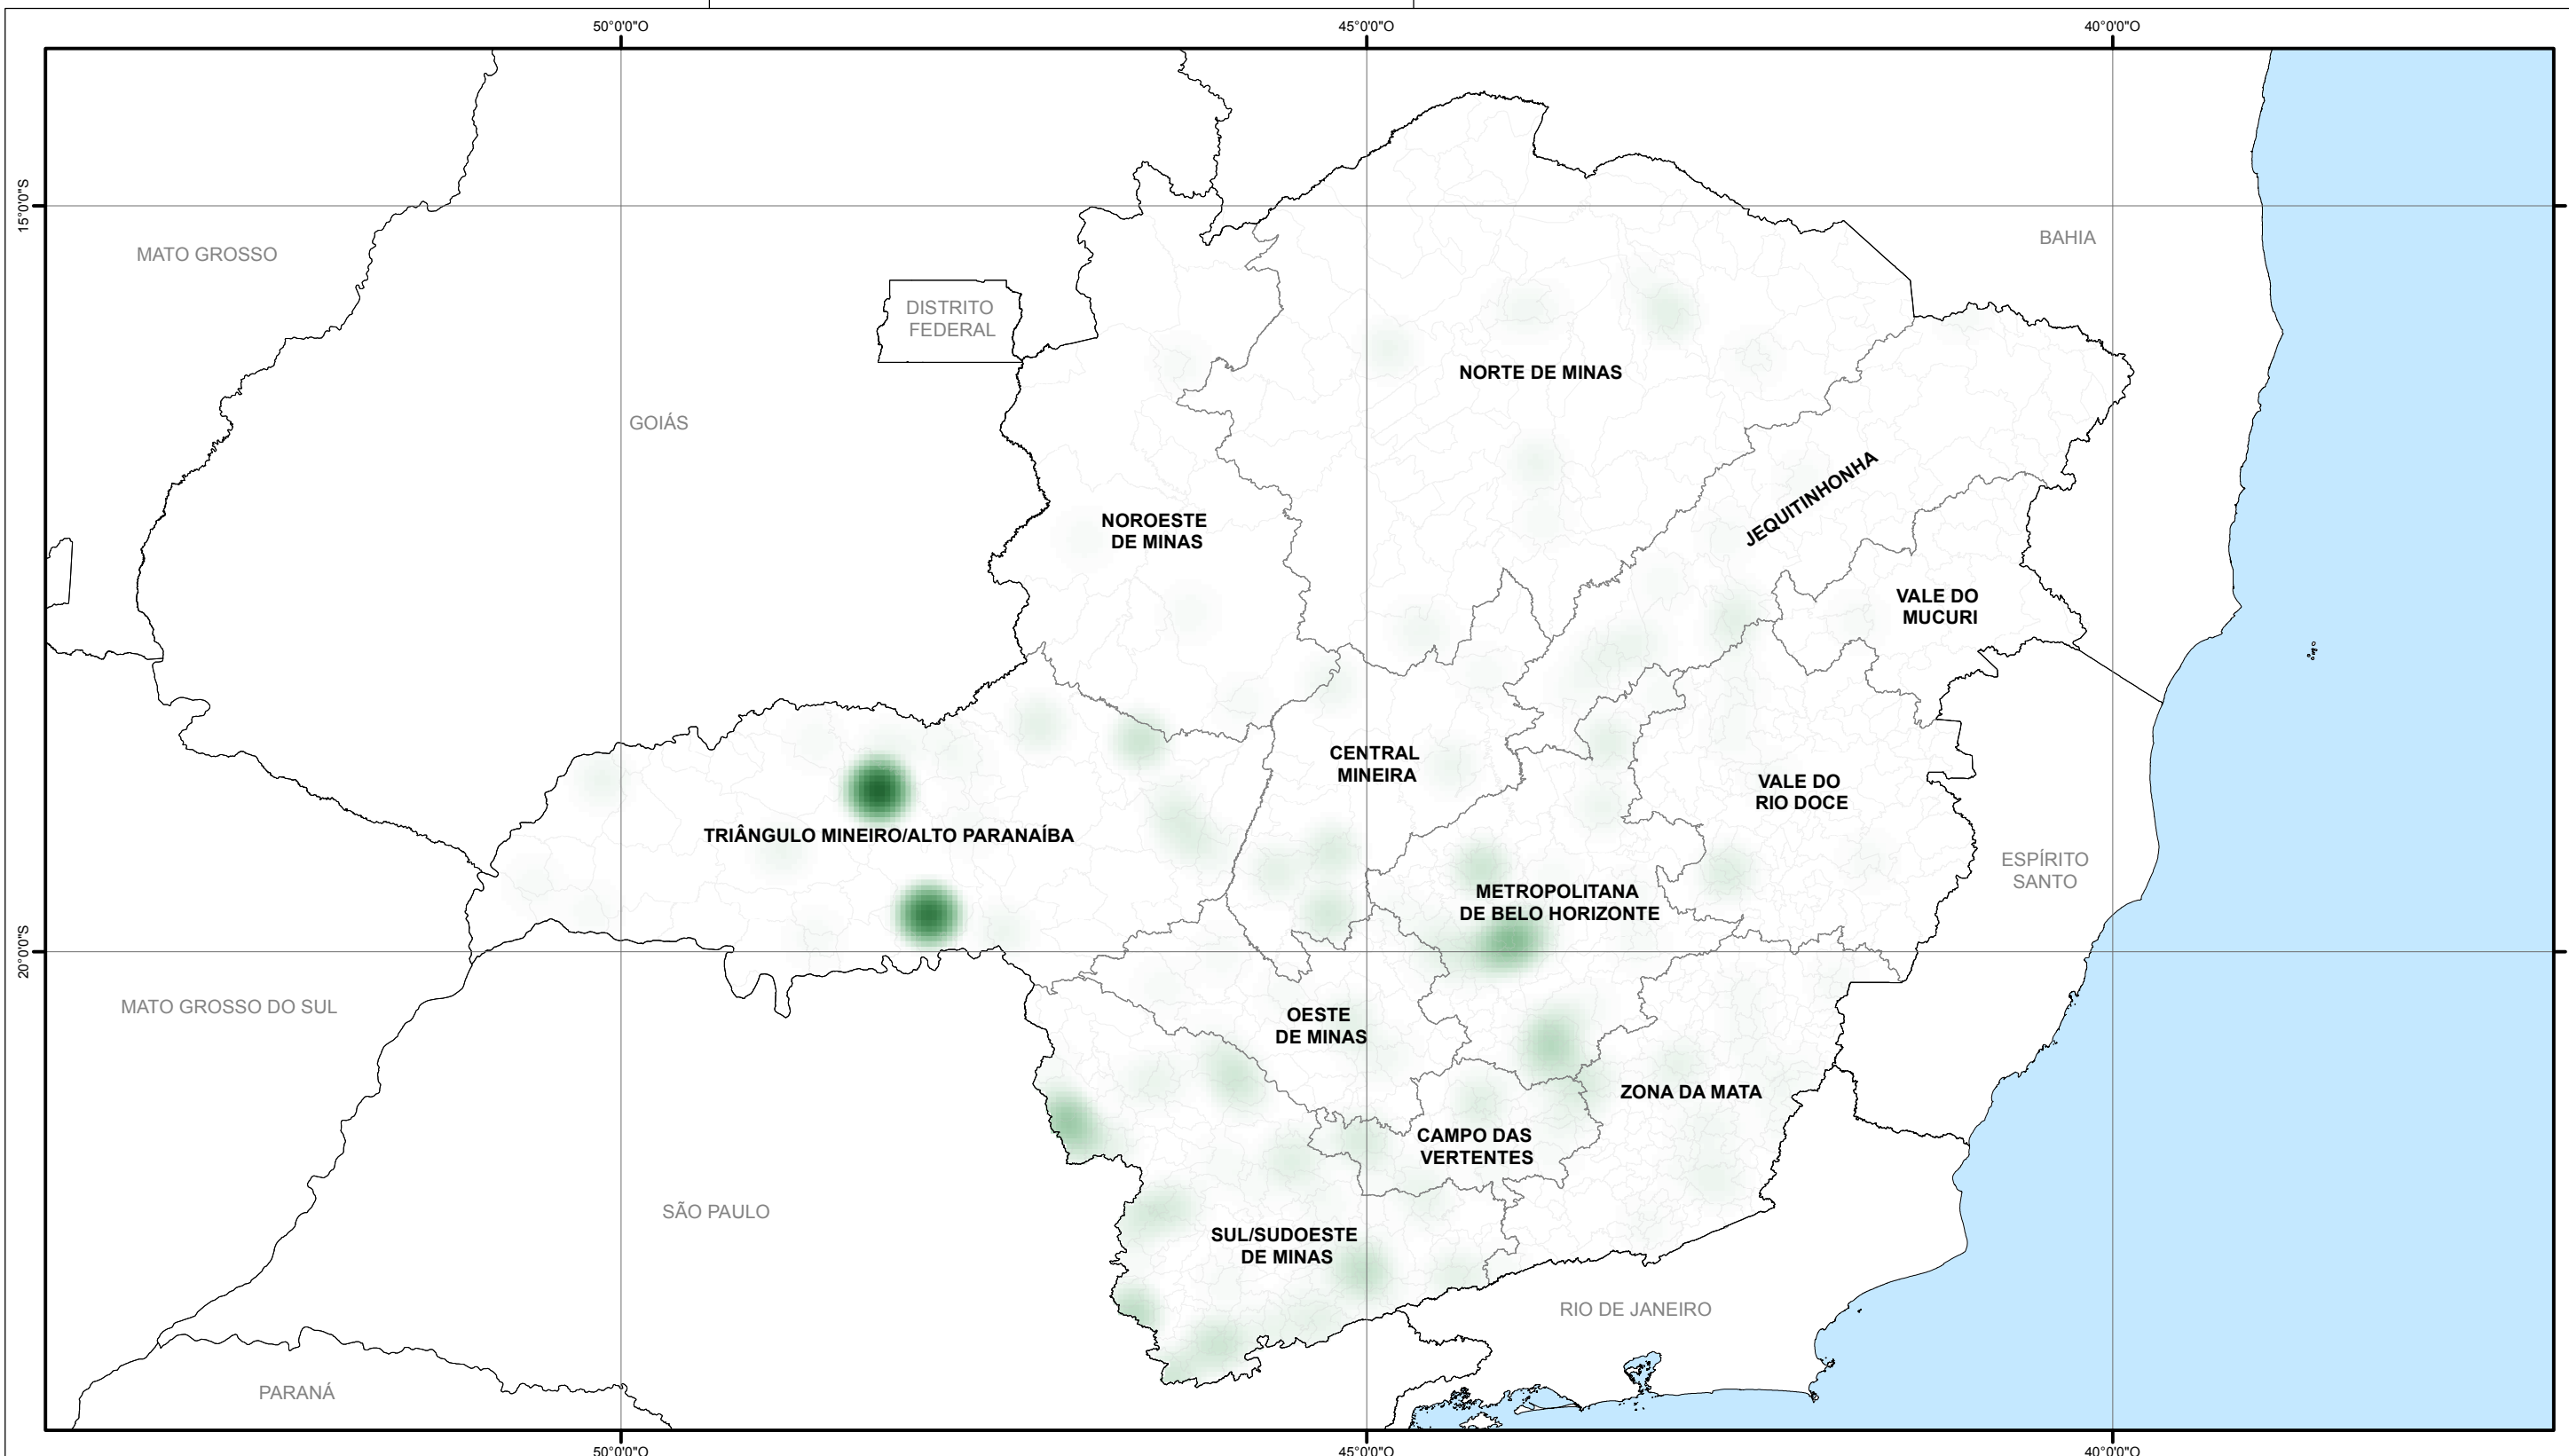 50°0'0"O
45°0'0"O
40°0'0"O
15°0'0"S
MATO GROSSO
BAHIA
DISTRITO
FEDERAL
NORTE DE MINAS
GOIÁS
JEQUITINHONHA
NOROESTE
DE MINAS
VALE DO
MUCURI
CENTRAL
MINEIRA
VALE DO
RIO DOCE
TRIÂNGULO MINEIRO/ALTO PARANAÍBA
ESPÍRITO
SANTO
METROPOLITANA
DE BELO HORIZONTE
20°0'0"S
MATO GROSSO DO SUL
OESTE
DE MINAS
ZONA DA MATA
CAMPO DAS
VERTENTES
SÃO PAULO
SUL/SUDOESTE
DE MINAS
RIO DE JANEIRO
PARANÁ
50°0'0"O
45°0'0"O
40°0'0"O